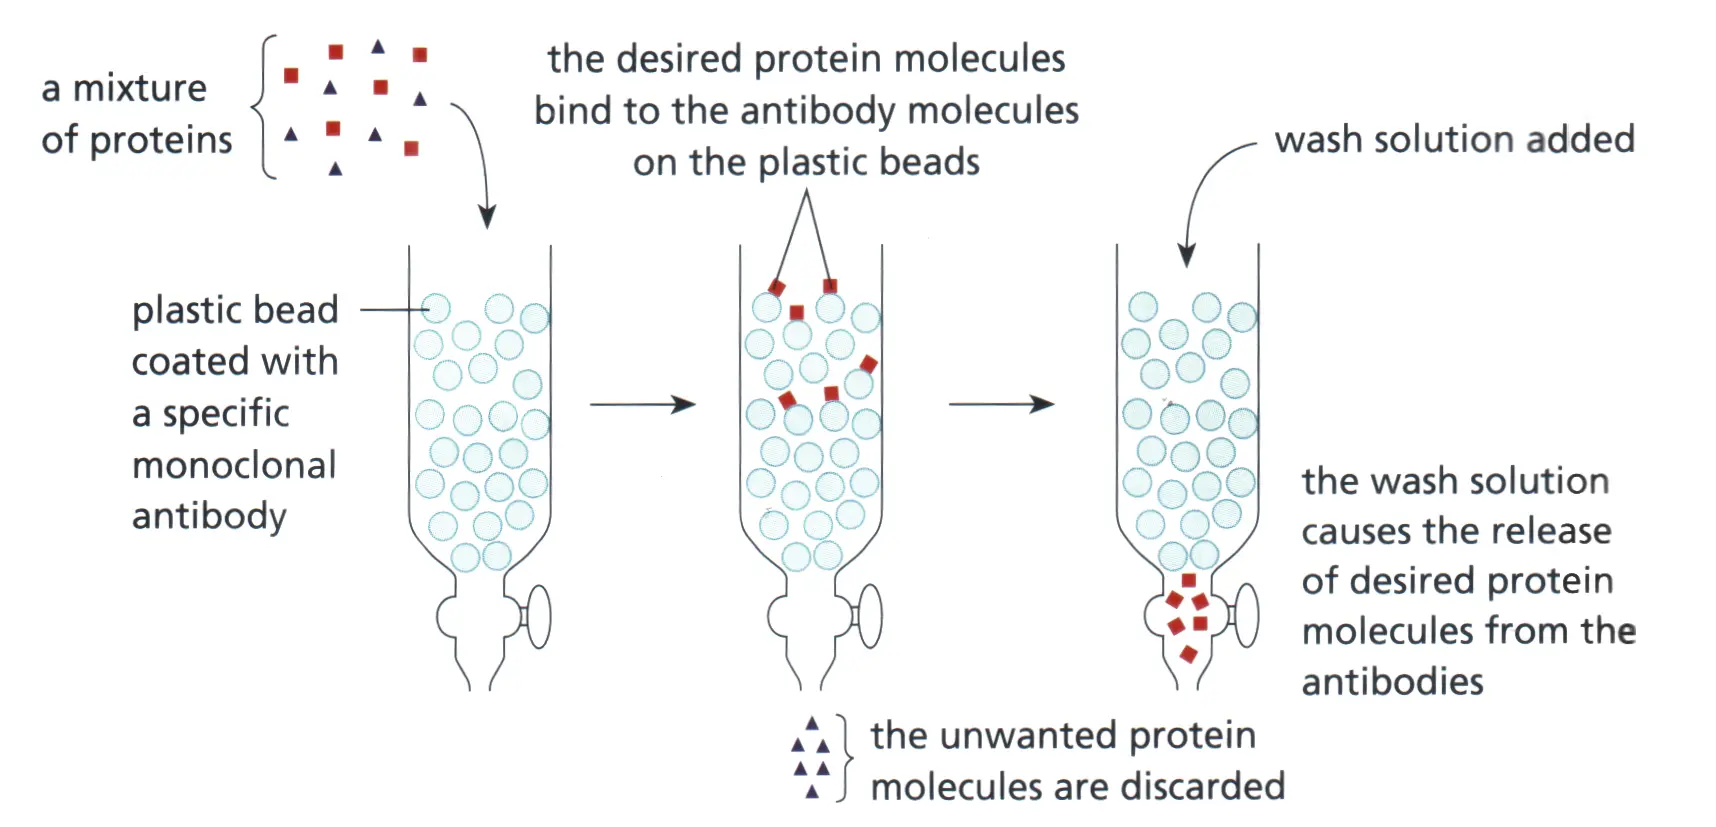 a mixture
of proteins
the desired protein molecules
bind to the antibody molecules
on the plastic beads
wash solution added
plastic bead
coated with
a specific
monoclonal
antibody
the wash solution
causes the release
of desired protein
molecules from the
antibodies
the unwanted protein
molecules are discarded